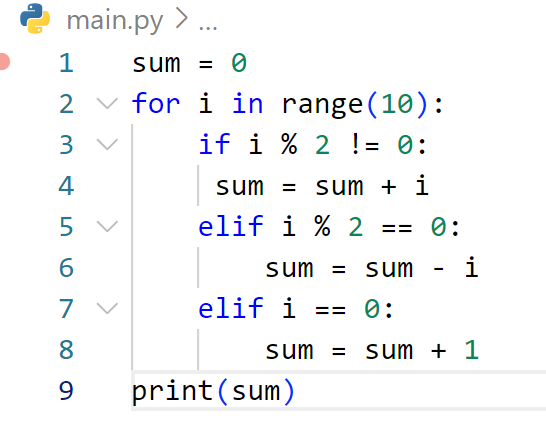 main.py > ...
1 sum = 0
2 for i in range(10):
3     if i % 2 != 0:
4      sum = sum + i
5     elif i % 2 == 0:
6         sum = sum - i
7     elif i == 0:
8         sum = sum + 1
9 print(sum)